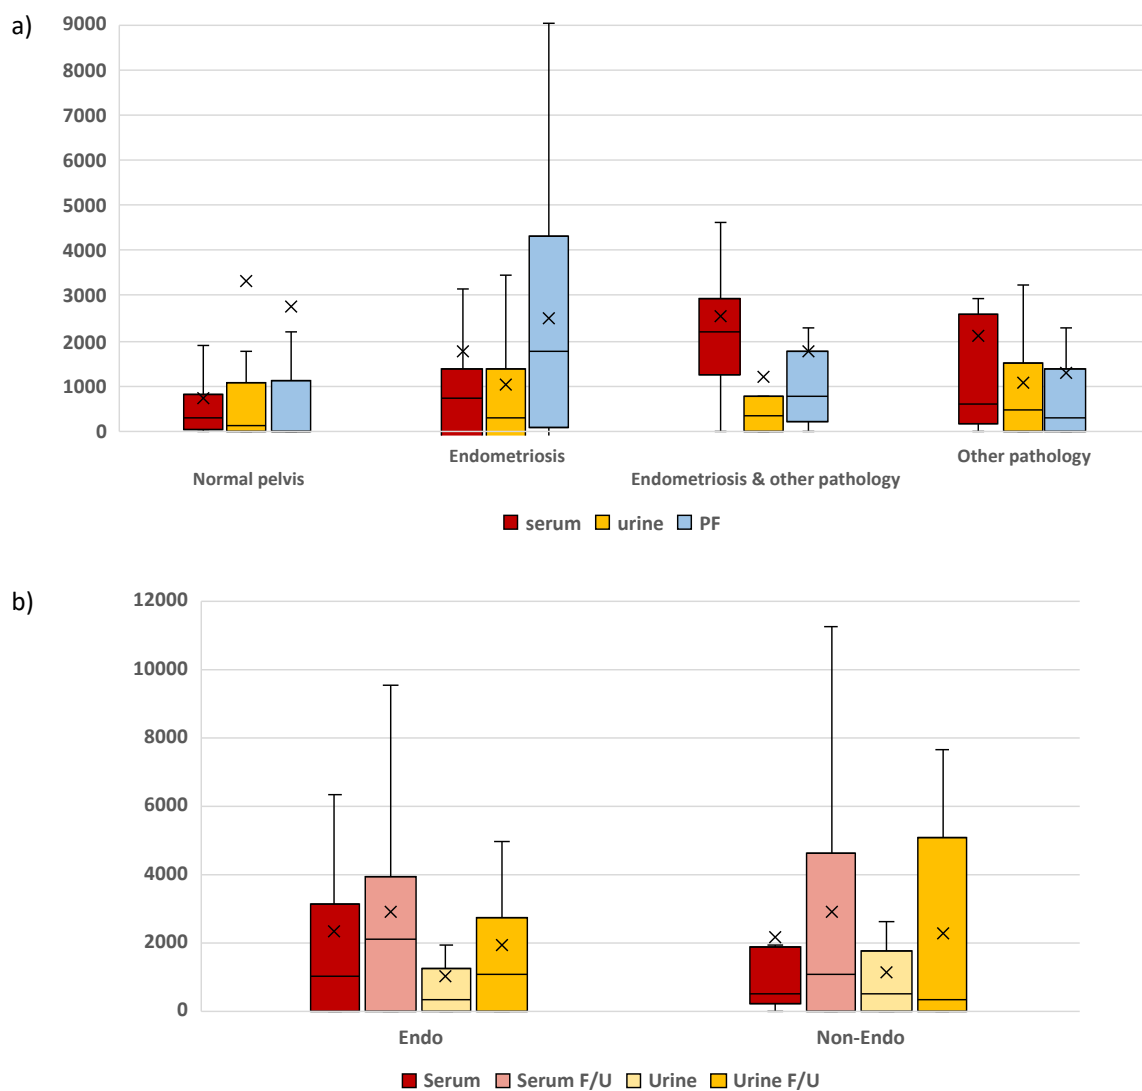 a)
9000
8000
7000
6000
5000
4000
3000
2000
1000
0
Normal pelvis
Endometriosis
Endometriosis & other pathology
Other pathology
serum urine PF
b)
12000
10000
8000
6000
4000
2000
0
Endo Non-Endo
Serum Serum F/U Urine Urine F/U